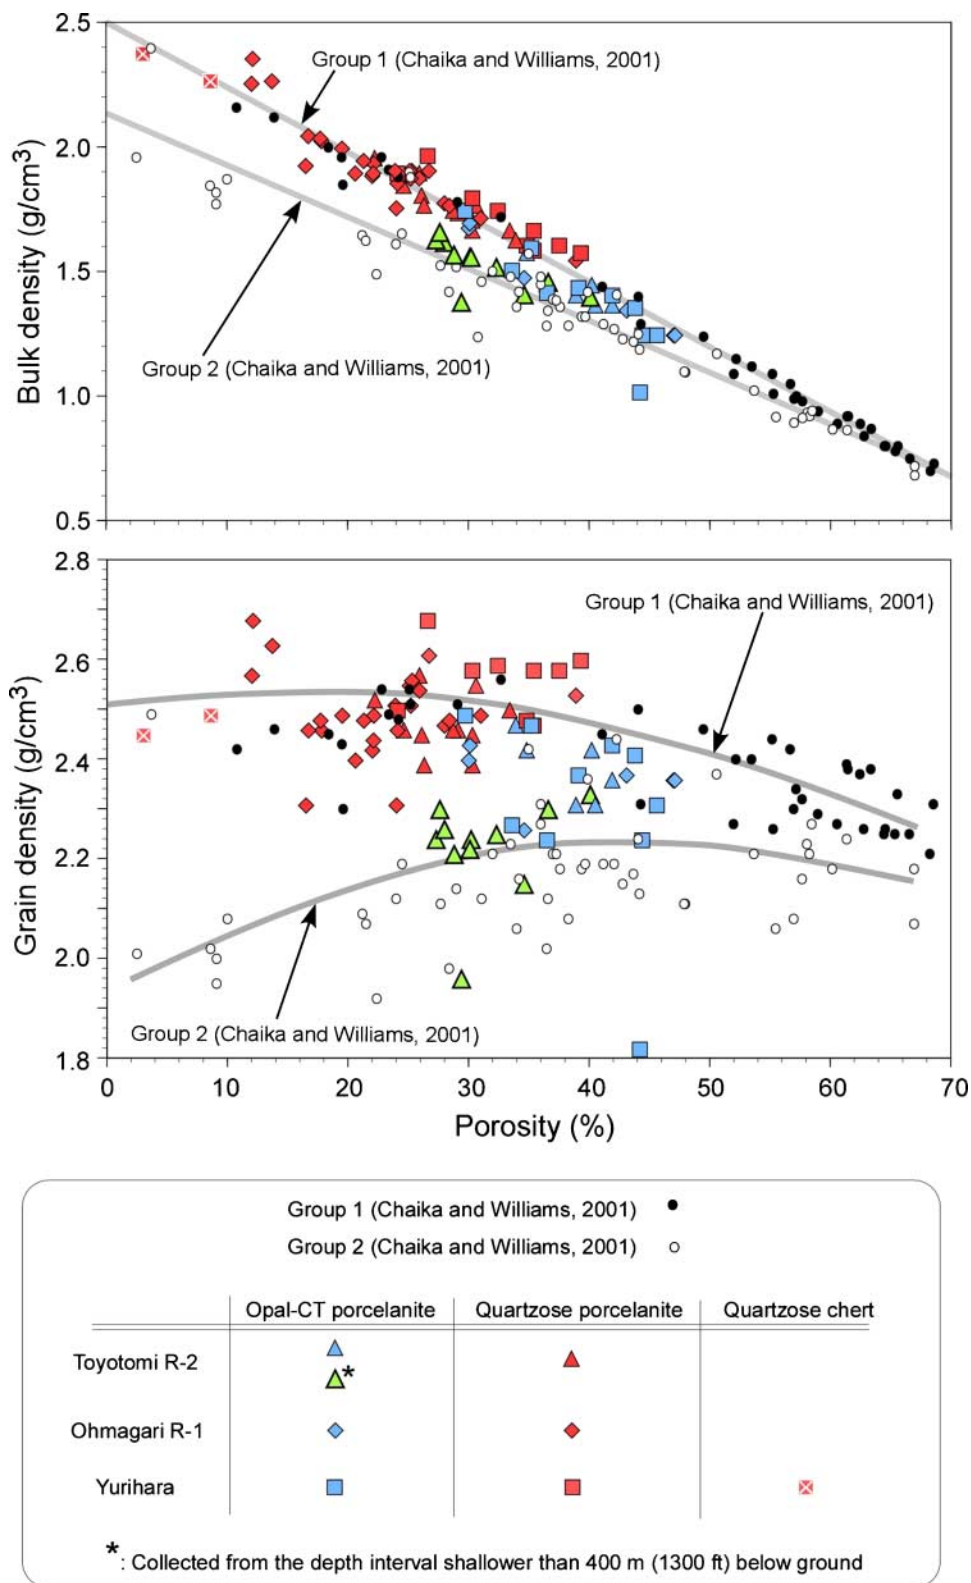 2.5
Group 1 (Chaika and Williams, 2001)
2.0
1.5
Group 2 (Chaika and Williams, 2001)
1.0
0.5
Bulk density (g/cm³)
2.8
Group 1 (Chaika and Williams, 2001)
2.6
2.4
2.2
2.0
Group 2 (Chaika and Williams, 2001)
1.8
Grain density (g/cm³)
0 10 20 30 40 50 60 70
Porosity (%)
Group 1 (Chaika and Williams, 2001)
Group 2 (Chaika and Williams, 2001)
Opal-CT porcelanite Quartzose porcelanite Quartzose chert
Toyotomi R-2
*
Ohmagari R-1
Yurihara
*: Collected from the depth interval shallower than 400 m (1300 ft) below ground